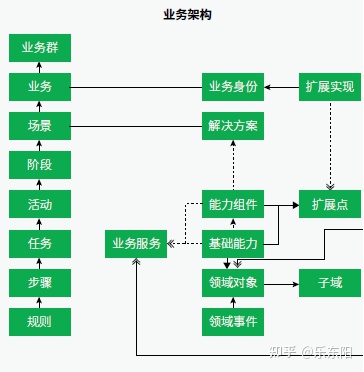 业务架构
业务群
业务
业务身份
扩展实现
场景
解决方案
阶段
活动
能力组件
扩展点
任务
业务服务
基础能力
步骤
领域对象
子域
规则
领域事件
知乎 @乐东阳